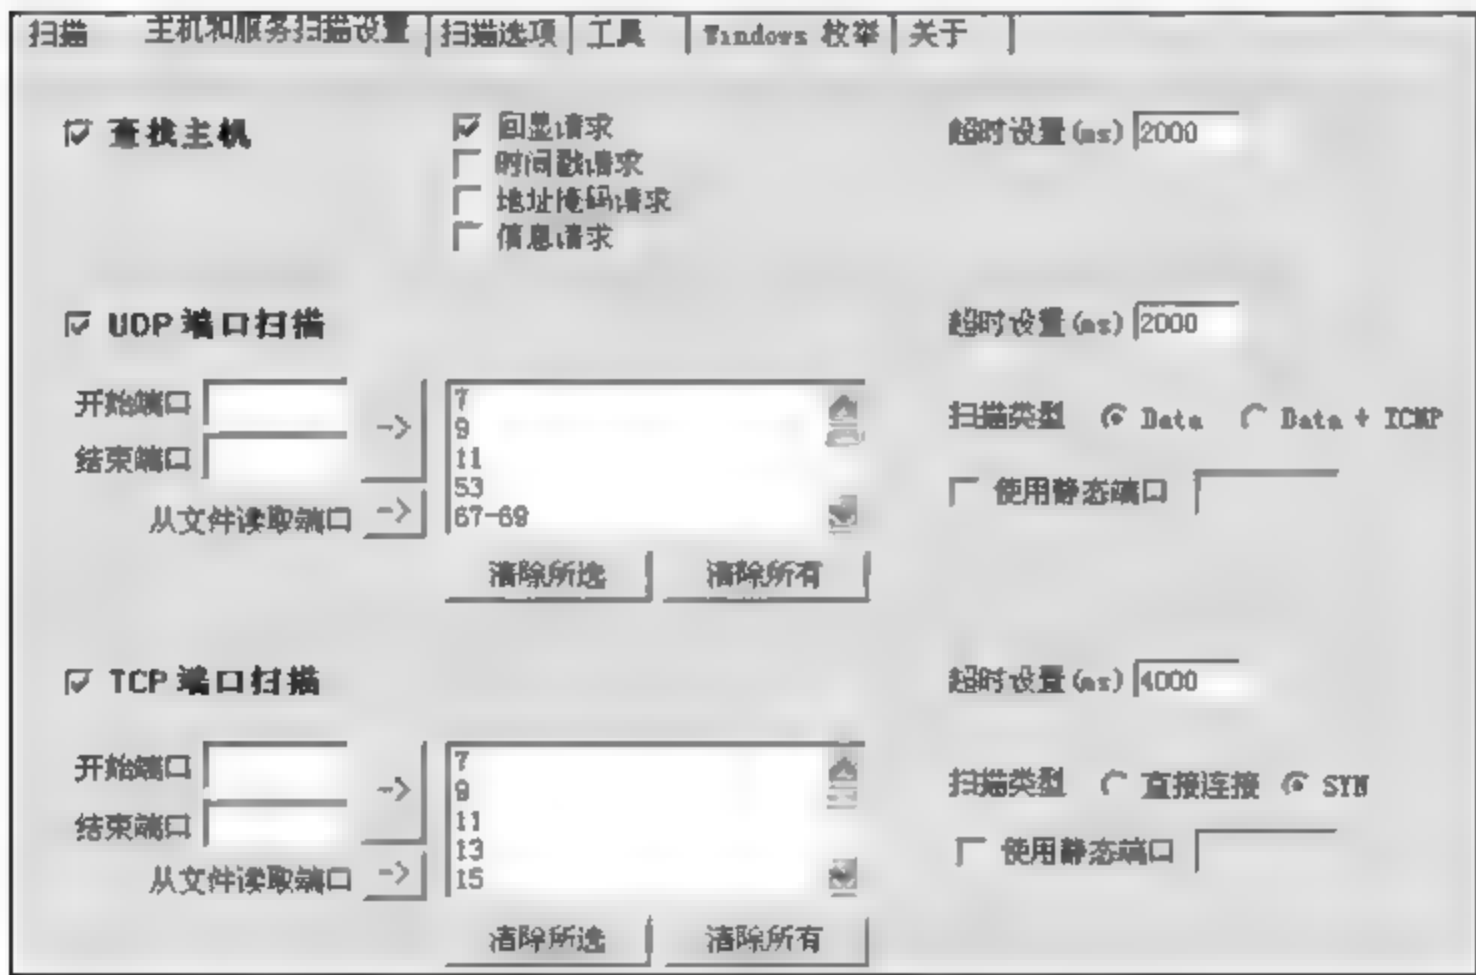 扫描 主机和服务扫描设置 扫描选项 工具 Windows 枚举 关于
查找主机 回显请求 超时设置(ms) 2000
时间戳请求
地址掩码请求
信息请求
UDP 端口扫描 超时设置(ms) 2000
开始端口 -> 7 扫描类型 Data Data + ICMP
9
结束端口 11
53 使用静态端口
从文件读取端口 -> 67-69
清除所选 清除所有
TCP 端口扫描 超时设置(ms) 4000
开始端口 -> 7 扫描类型 直接连接 SYN
9
结束端口 11
13 使用静态端口
从文件读取端口 -> 15
清除所选 清除所有